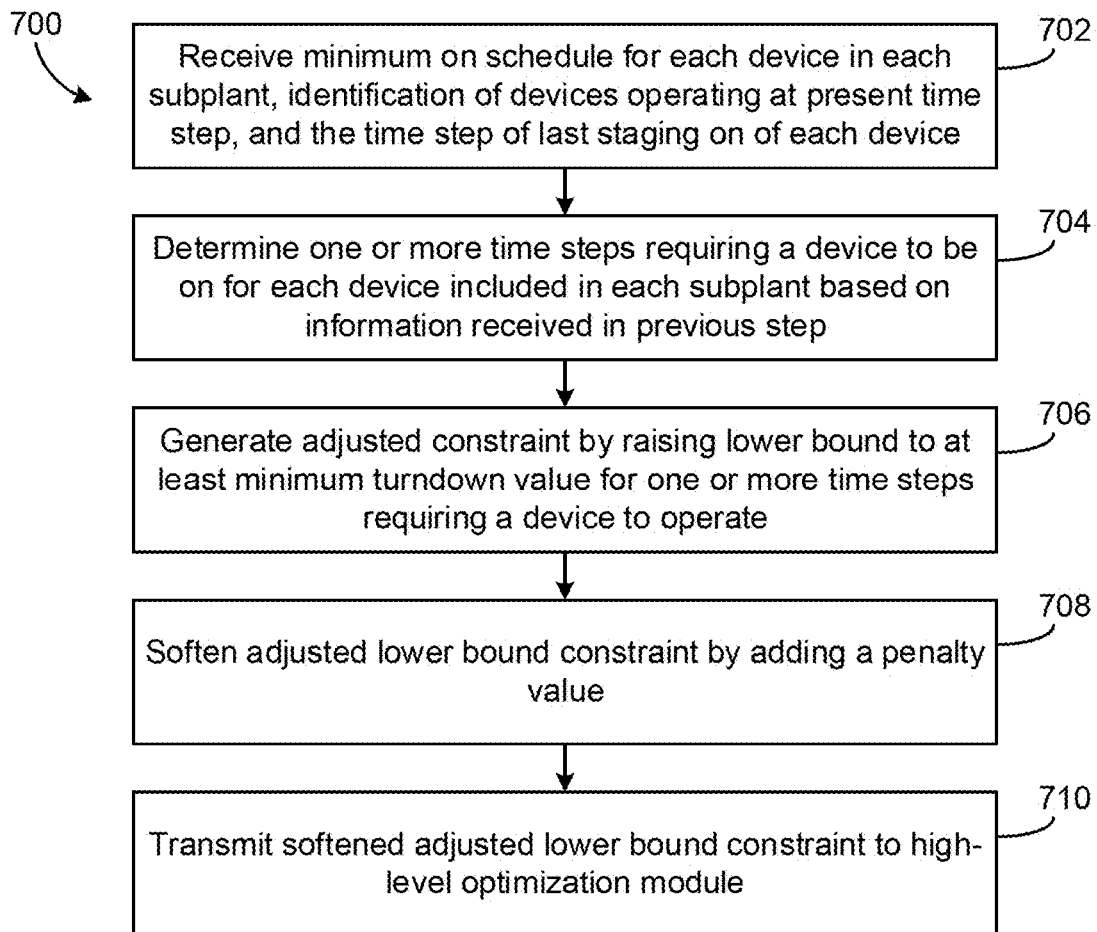 700
702
Receive minimum on schedule for each device in each
subplant, identification of devices operating at present time
step, and the time step of last staging on of each device
704
Determine one or more time steps requiring a device to be
on for each device included in each subplant based on
information received in previous step
706
Generate adjusted constraint by raising lower bound to at
least minimum turndown value for one or more time steps
requiring a device to operate
708
Soften adjusted lower bound constraint by adding a penalty
value
710
Transmit softened adjusted lower bound constraint to high-
level optimization module